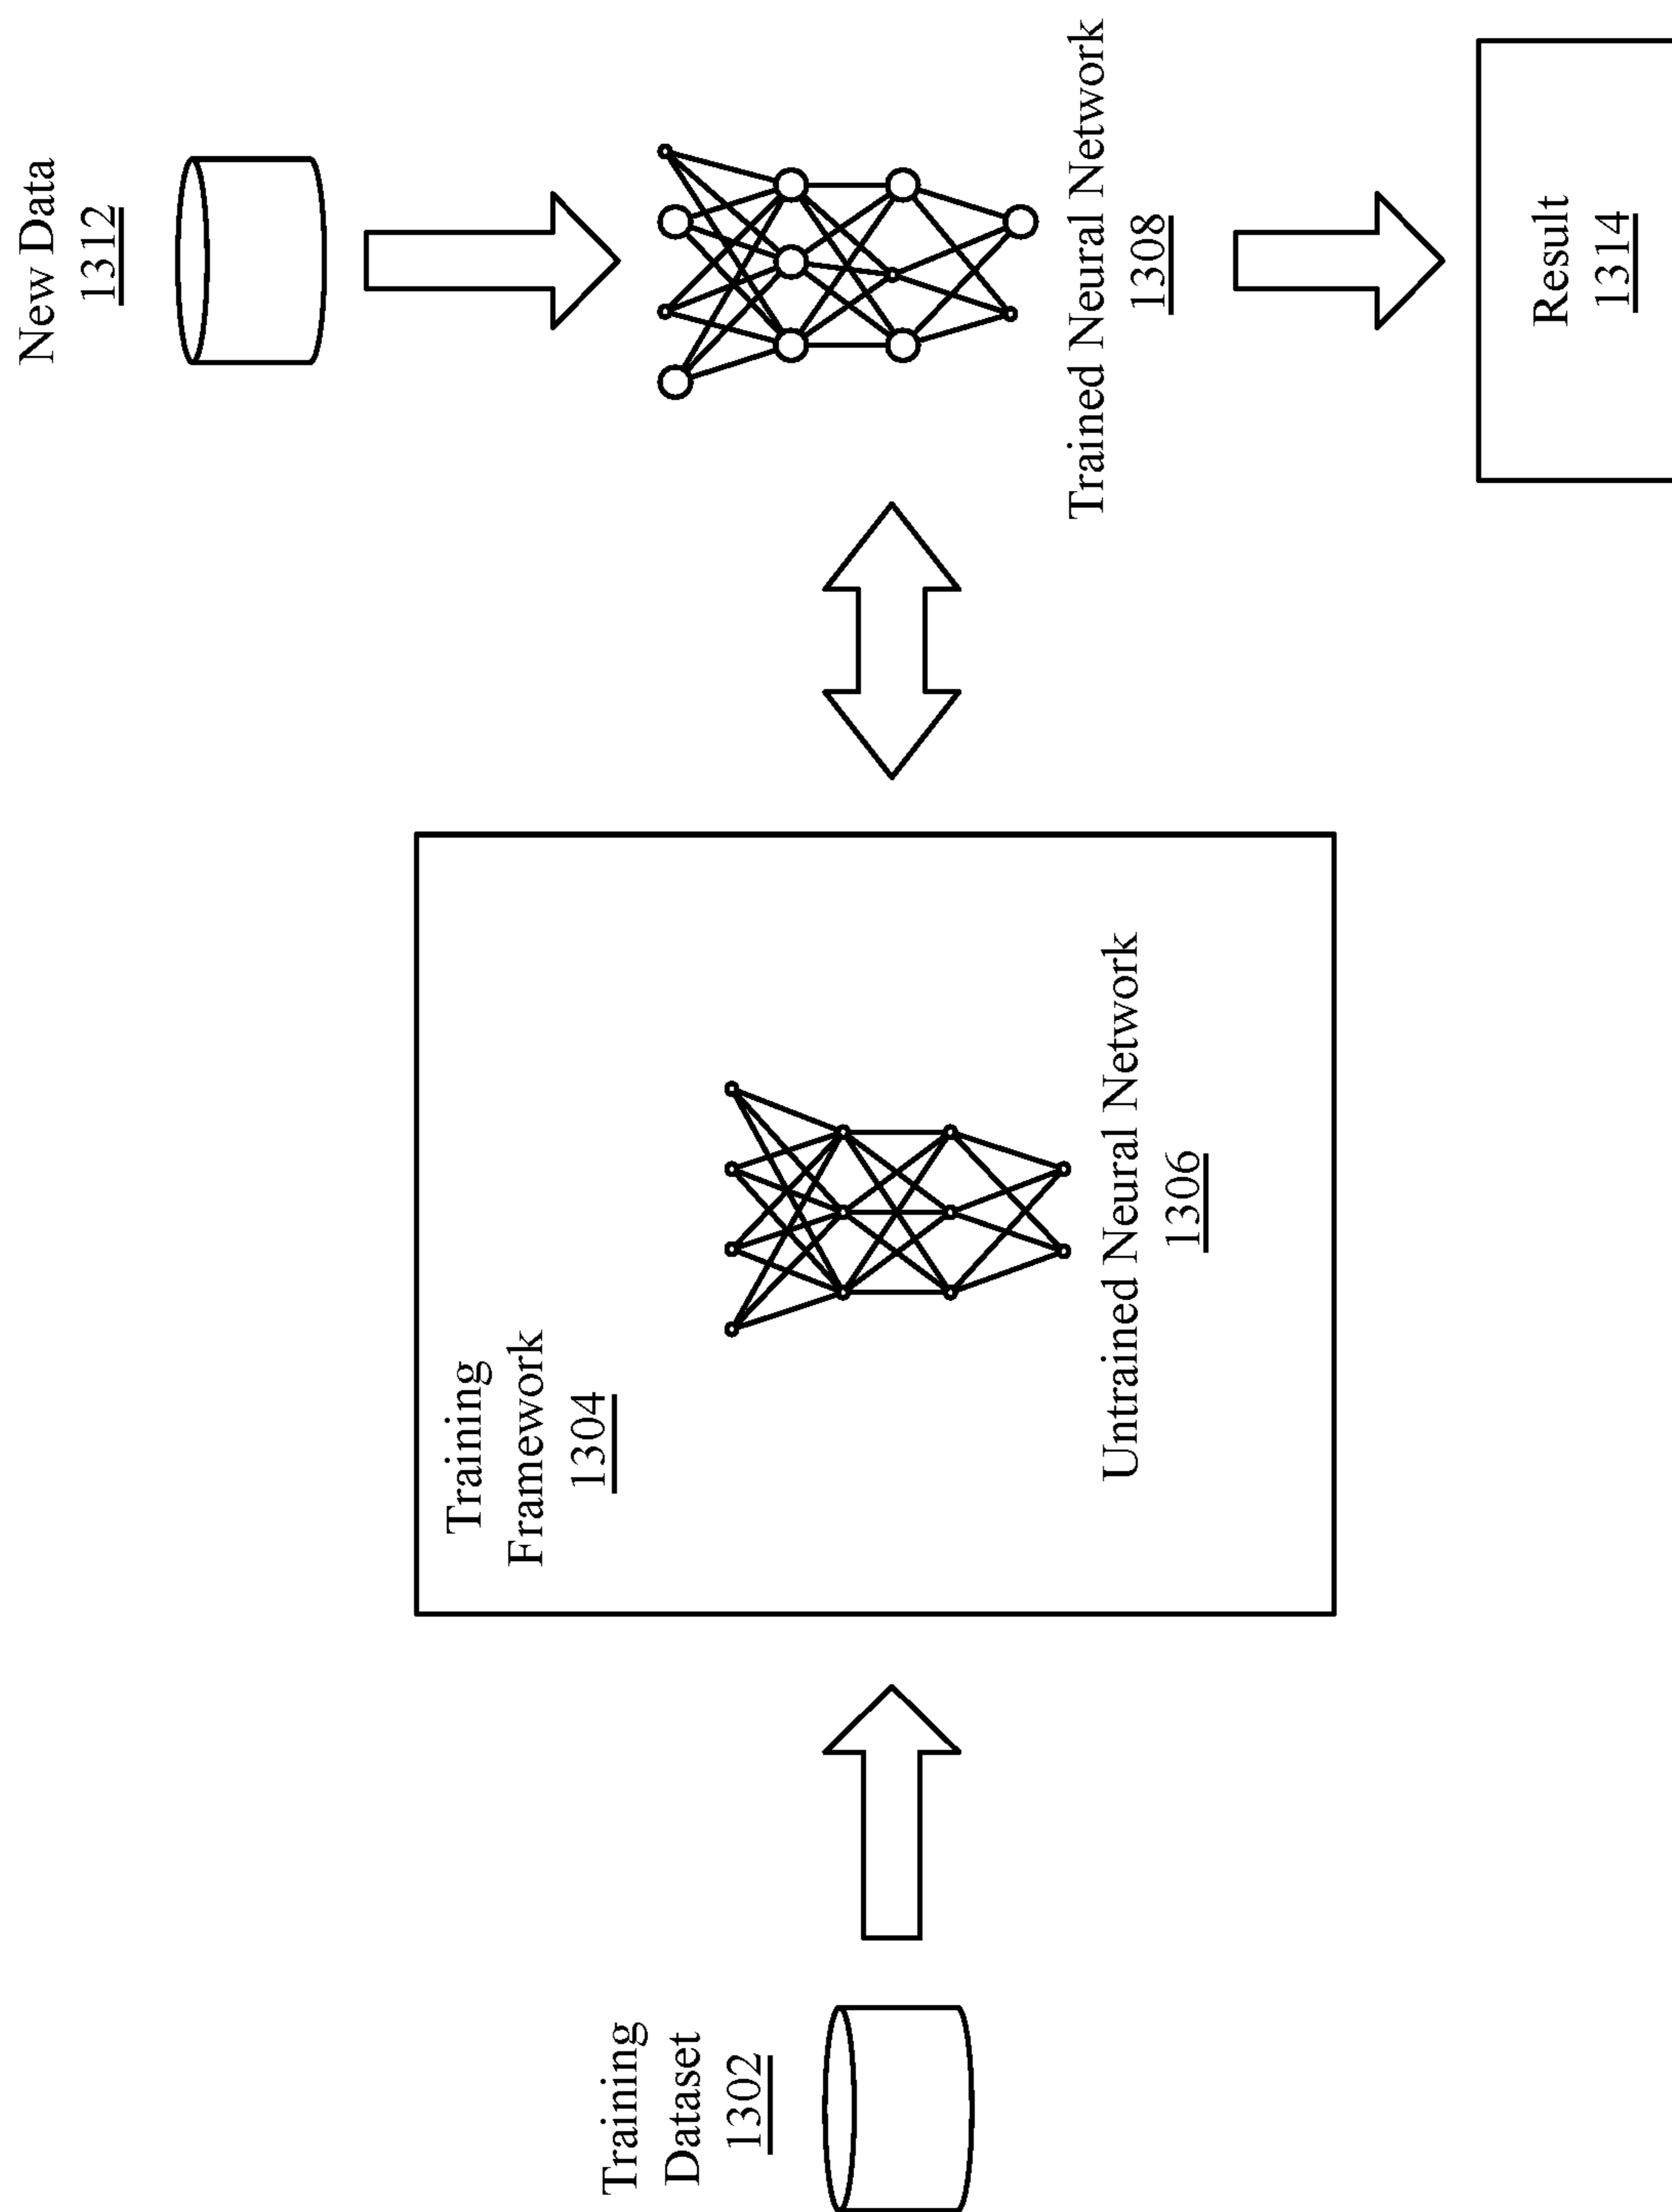 Training
Dataset
1302
Training
Framework
1304
Untrained Neural Network
1306
New Data
1312
Trained Neural Network
1308
Result
1314